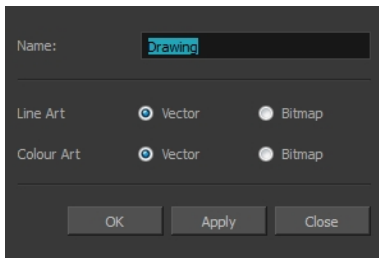 Name: Drawing
Line Art Vector Bitmap
Colour Art Vector Bitmap
OK Apply Close